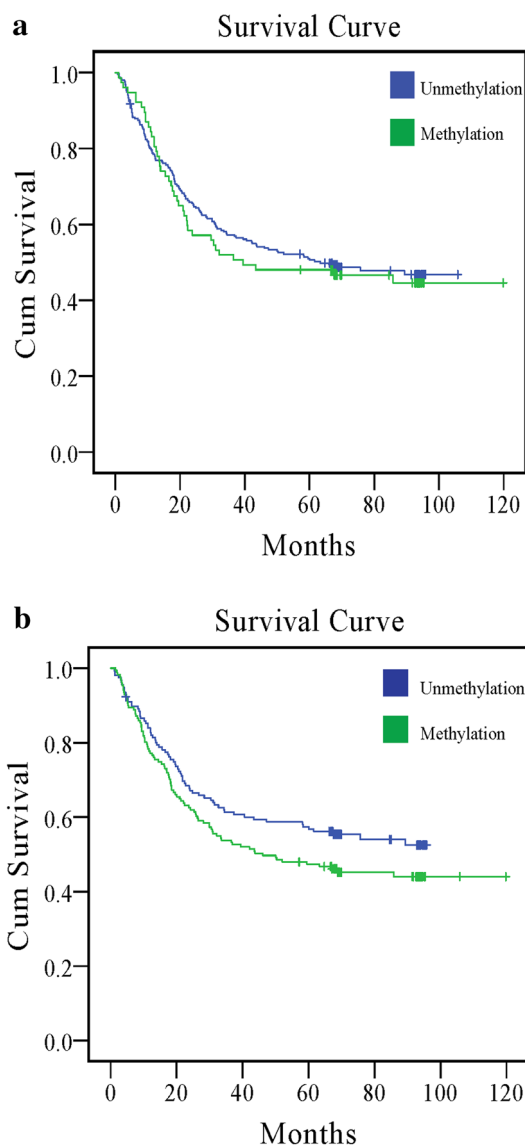 a
Survival Curve
Unmethylation
Methylation
1.0
0.8
0.6
0.4
0.2
0.0
Cum Survival
0 20 40 60 80 100 120
Months
b
Survival Curve
Unmethylation
Methylation
1.0
0.8
0.6
0.4
0.2
0.0
Cum Survival
0 20 40 60 80 100 120
Months